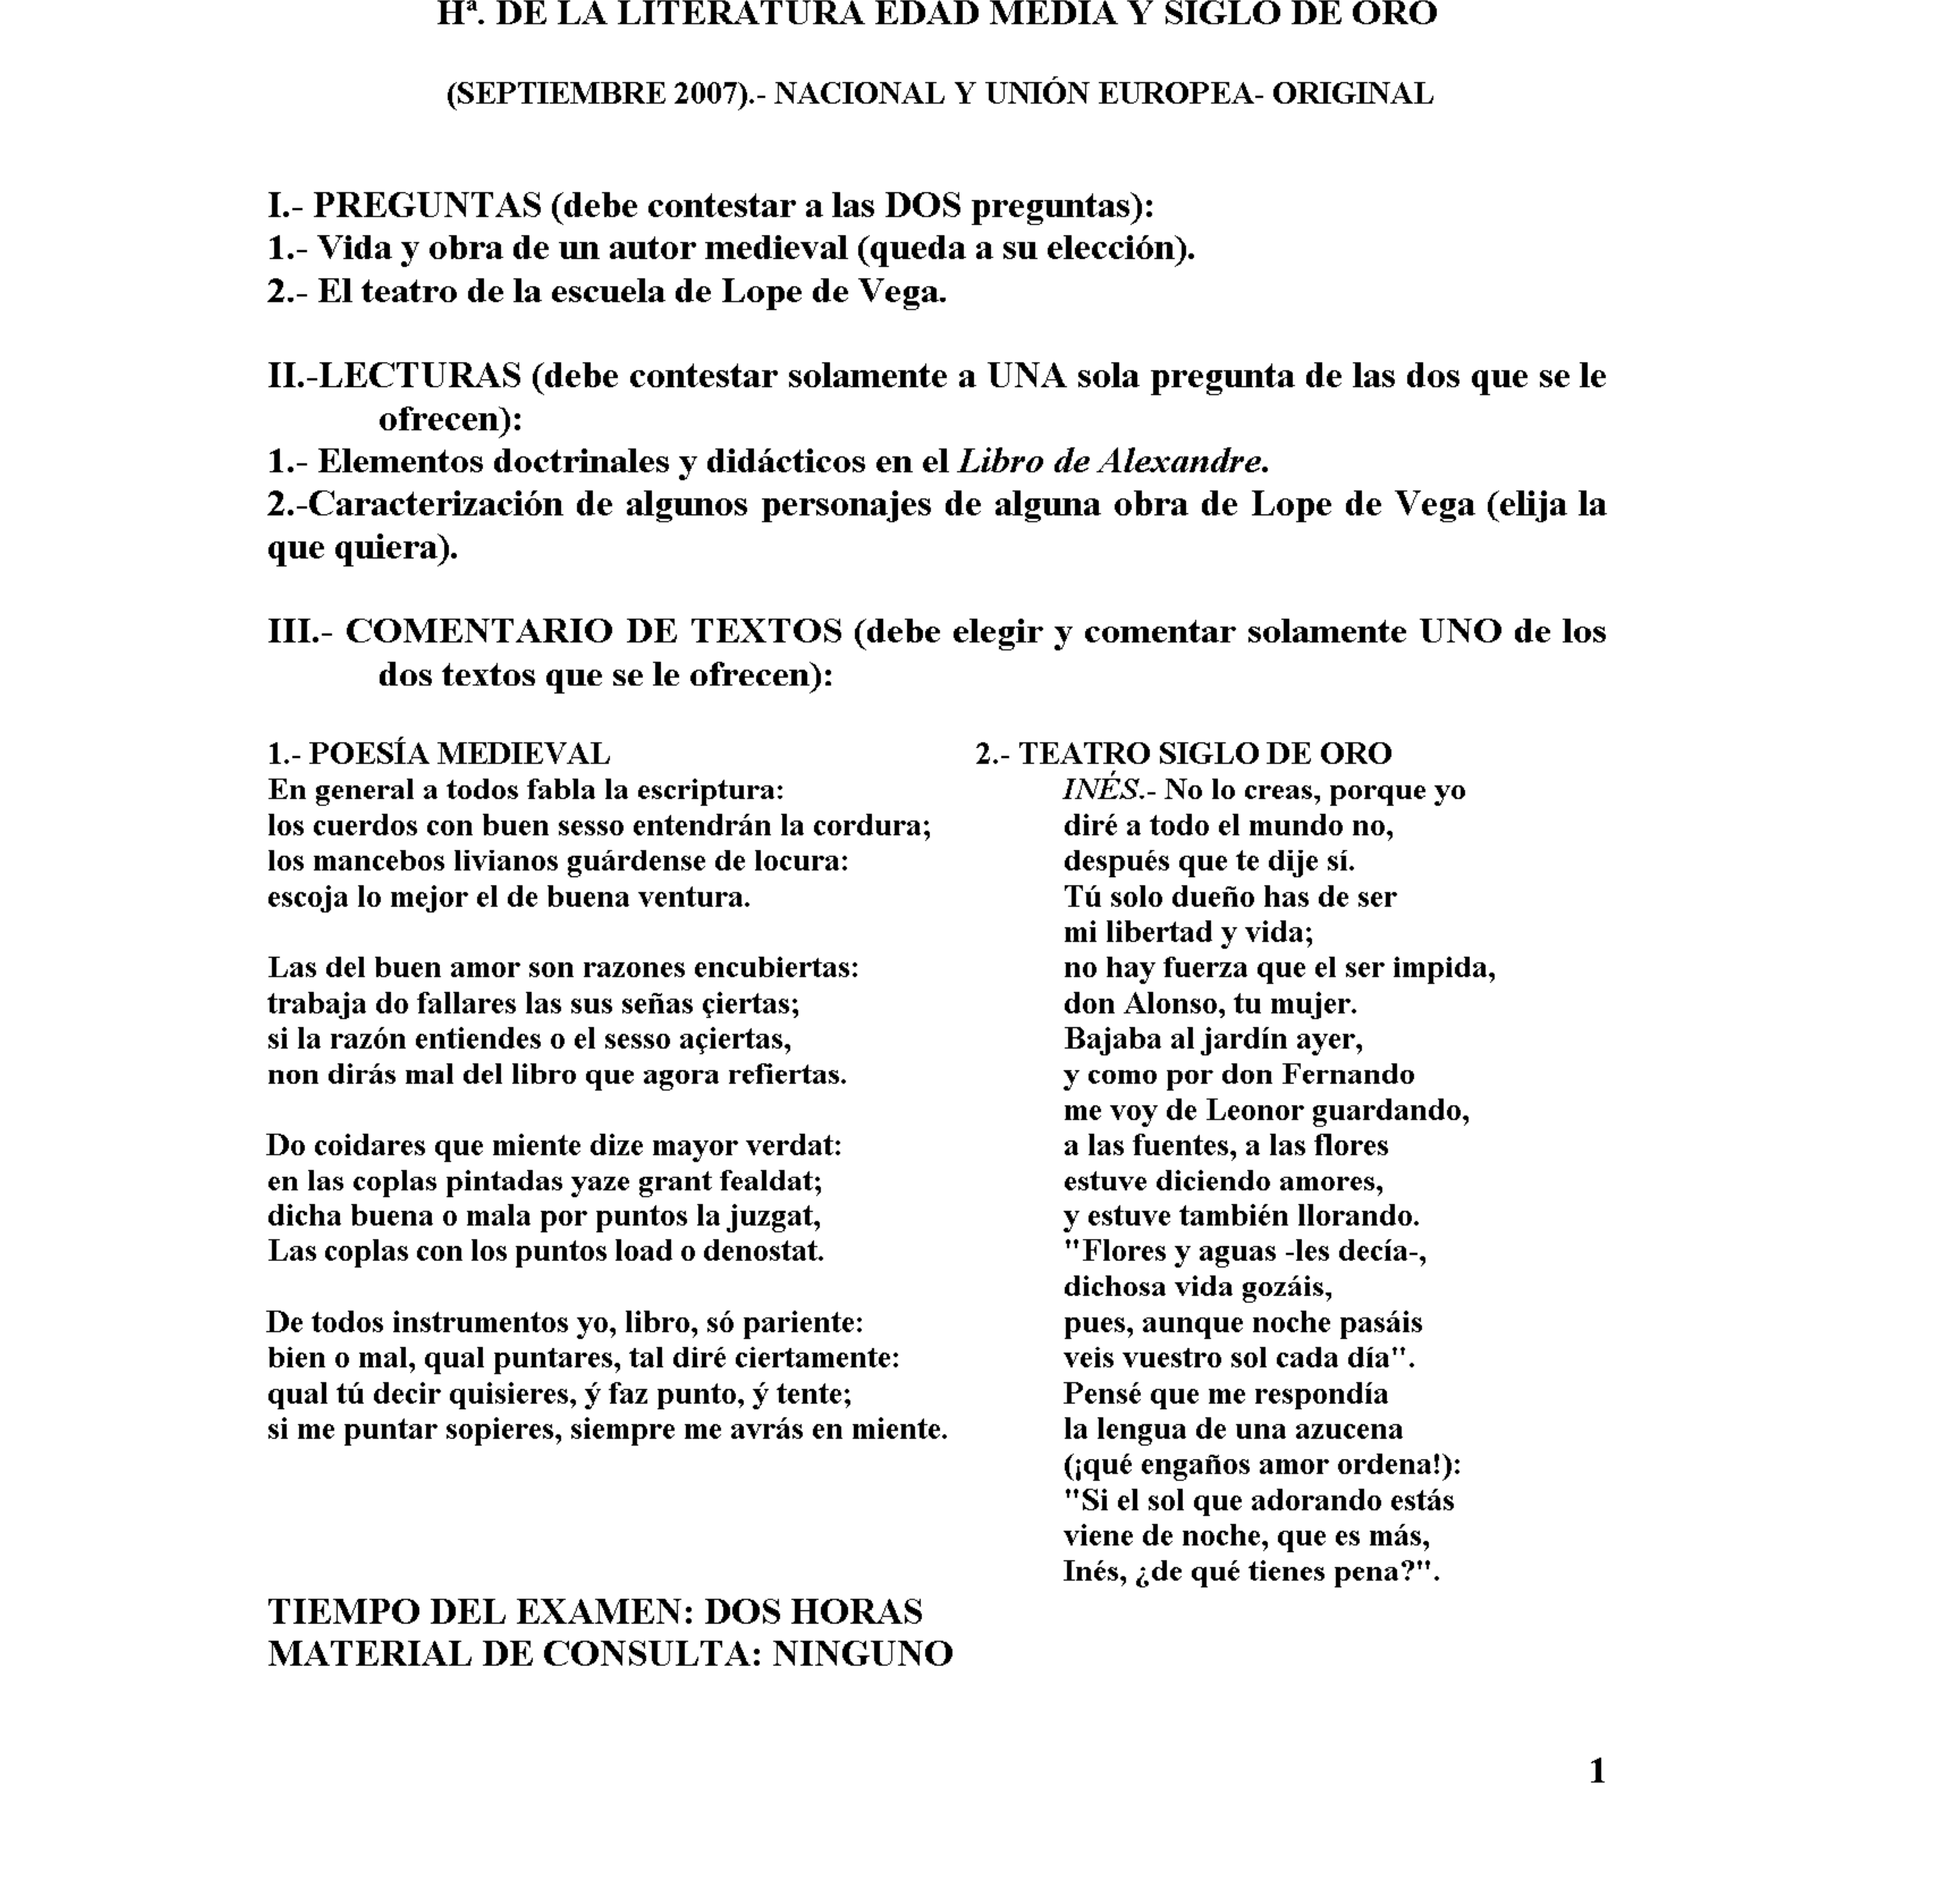 Hª. DE LA LITERATURA EDAD MEDIA Y SIGLO DE ORO
(SEPTIEMBRE 2007).- NACIONAL Y UNIÓN EUROPEA- ORIGINAL
I.- PREGUNTAS (debe contestar a las DOS preguntas):
1.- Vida y obra de un autor medieval (queda a su elección).
2.- El teatro de la escuela de Lope de Vega.
II.-LECTURAS (debe contestar solamente a UNA sola pregunta de las dos que se le
ofrecen):
1.- Elementos doctrinales y didácticos en el Libro de Alexandre.
2.-Caracterización de algunos personajes de alguna obra de Lope de Vega (elija la
que quiera).
III.- COMENTARIO DE TEXTOS (debe elegir y comentar solamente UNO de los
dos textos que se le ofrecen):
1.- POESÍA MEDIEVAL
En general a todos fabla la escriptura:
los cuerdos con buen sesso entendrán la cordura;
los mancebos livianos guárdense de locura:
escoja lo mejor el de buena ventura.
Las del buen amor son razones encubiertas:
trabaja do fallares las sus señas çiertas;
si la razón entiendes o el sesso açiertas,
non dirás mal del libro que agora refiertas.
Do coidares que miente dize mayor verdat:
en las coplas pintadas yaze grant fealdat;
dicha buena o mala por puntos la juzgat,
Las coplas con los puntos load o denostat.
De todos instrumentos yo, libro, só pariente:
bien o mal, qual puntares, tal diré ciertamente:
qual tú decir quisieres, ý faz punto, ý tente;
si me puntar sopieres, siempre me avrás en miente.
2.- TEATRO SIGLO DE ORO
INÉS.- No lo creas, porque yo
diré a todo el mundo no,
después que te dije sí.
Tú solo dueño has de ser
mi libertad y vida;
no hay fuerza que el ser impida,
don Alonso, tu mujer.
Bajaba al jardín ayer,
y como por don Fernando
me voy de Leonor guardando,
a las fuentes, a las flores
estuve diciendo amores,
y estuve también llorando.
"Flores y aguas -les decía-,
dichosa vida gozáis,
pues, aunque noche pasáis
veis vuestro sol cada día".
Pensé que me respondía
la lengua de una azucena
(¡qué engaños amor ordena!):
"Si el sol que adorando estás
viene de noche, que es más,
Inés, ¿de qué tienes pena?".
TIEMPO DEL EXAMEN: DOS HORAS
MATERIAL DE CONSULTA: NINGUNO
1